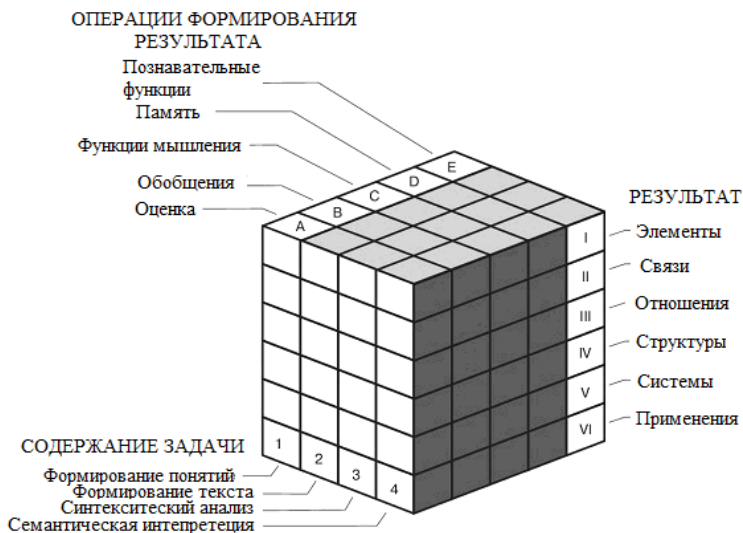 ОПЕРАЦИИ ФОРМИРОВАНИЯ
РЕЗУЛЬТАТА
Познавательные
функции
Память
Функции мышления
Обобщения
Оценка
A
B
C
D
E
РЕЗУЛЬТАТ
I
Элементы
II
Связи
III
Отношения
IV
Структуры
V
Системы
VI
Применения
СОДЕРЖАНИЕ ЗАДАЧИ
1
2
3
4
Формирование понятий
Формирование текста
Синтекситеский анализ
Семантическая интепретеция